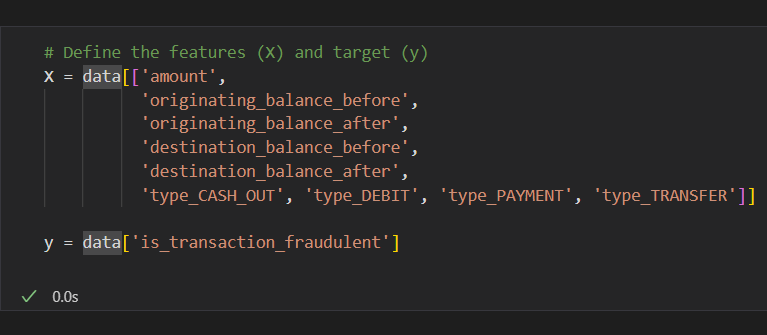 # Define the features (X) and target (y)
X = data[['amount',
'originating_balance_before',
'originating_balance_after',
'destination_balance_before',
'destination_balance_after',
'type_CASH_OUT', 'type_DEBIT', 'type_PAYMENT', 'type_TRANSFER']]
y = data['is_transaction_fraudulent']
0.0s